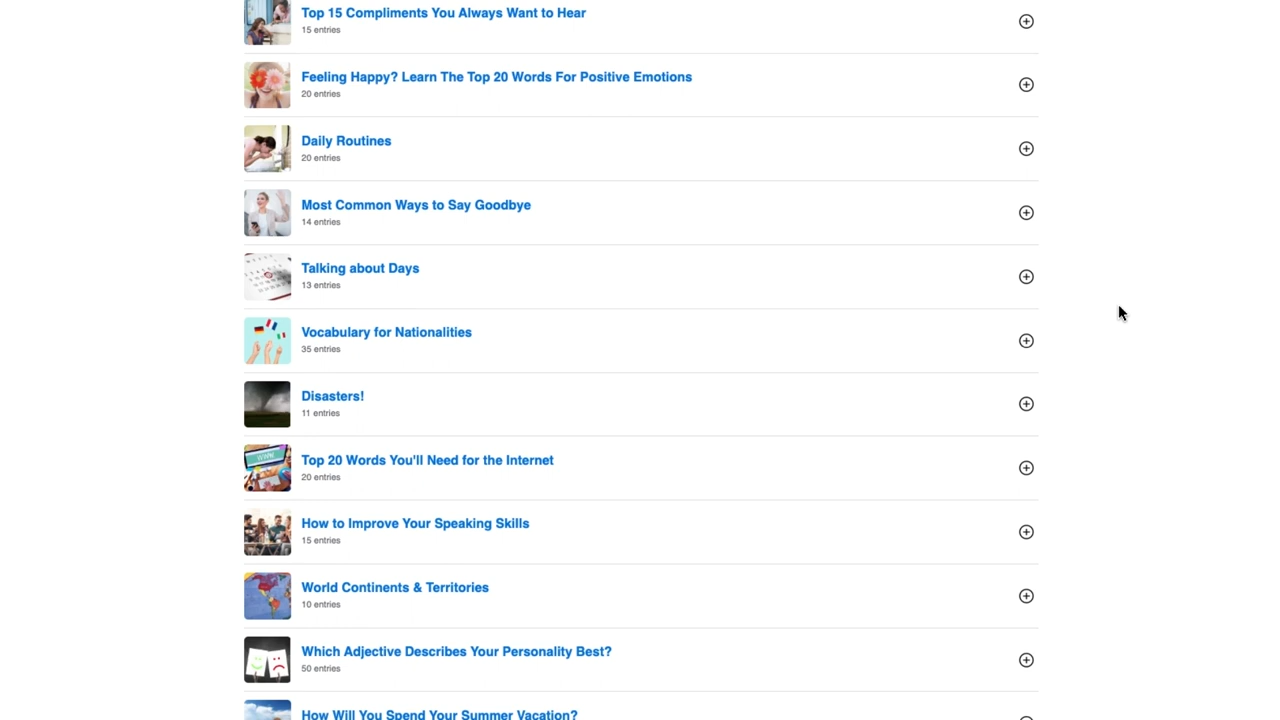 Top 15 Compliments You Always Want to Hear
15 entries
Feeling Happy? Learn The Top 20 Words For Positive Emotions
20 entries
Daily Routines
20 entries
Most Common Ways to Say Goodbye
14 entries
Talking about Days
13 entries
Vocabulary for Nationalities
35 entries
Disasters!
11 entries
Top 20 Words You'll Need for the Internet
20 entries
How to Improve Your Speaking Skills
15 entries
World Continents & Territories
10 entries
Which Adjective Describes Your Personality Best?
50 entries
How Will You Spend Your Summer Vacation?